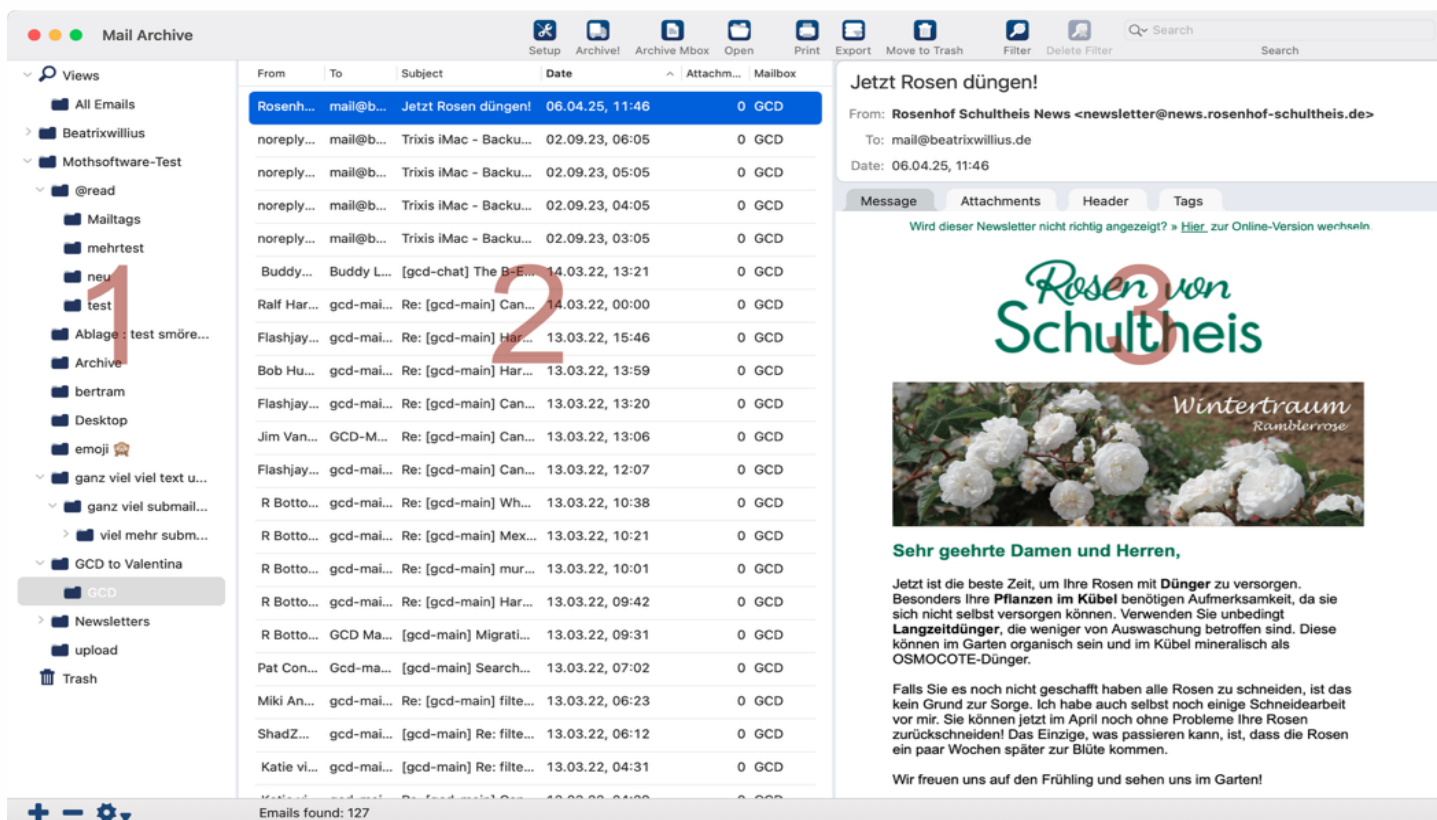 Mail Archive
Setup Archive! Archive Mbox Open Print Export Move to Trash Filter Delete Filter Search
Search
Views
All Emails
Beatrixwillius
Mothsoftware-Test
@read
Mailtags
mehrtest
neu
test
Ablage : test smöre...
Archive
bertram
Desktop
emoji 🙊
ganz viel viel text u...
ganz viel submail...
viel mehr subm...
GCD to Valentina
GCD
Newsletters
upload
Trash
1
From To Subject Date Attachm... Mailbox
Rosenh... mail@b... Jetzt Rosen düngen! 06.04.25, 11:46 0 GCD
noreply... mail@b... Trixis iMac - Backu... 02.09.23, 06:05 0 GCD
noreply... mail@b... Trixis iMac - Backu... 02.09.23, 05:05 0 GCD
noreply... mail@b... Trixis iMac - Backu... 02.09.23, 04:05 0 GCD
noreply... mail@b... Trixis iMac - Backu... 02.09.23, 03:05 0 GCD
Buddy... Buddy L... [gcd-chat] The B-E... 14.03.22, 13:21 0 GCD
Ralf Har... gcd-mai... Re: [gcd-main] Can... 14.03.22, 00:00 0 GCD
Flashjay... gcd-mai... Re: [gcd-main] Har... 13.03.22, 15:46 0 GCD
Bob Hu... gcd-mai... Re: [gcd-main] Har... 13.03.22, 13:59 0 GCD
Flashjay... gcd-mai... Re: [gcd-main] Can... 13.03.22, 13:20 0 GCD
Jim Van... GCD-M... Re: [gcd-main] Can... 13.03.22, 13:06 0 GCD
Flashjay... gcd-mai... Re: [gcd-main] Can... 13.03.22, 12:07 0 GCD
R Botto... gcd-mai... Re: [gcd-main] Wh... 13.03.22, 10:38 0 GCD
R Botto... gcd-mai... Re: [gcd-main] Mex... 13.03.22, 10:21 0 GCD
R Botto... gcd-mai... Re: [gcd-main] mur... 13.03.22, 10:01 0 GCD
R Botto... gcd-mai... Re: [gcd-main] Har... 13.03.22, 09:42 0 GCD
R Botto... GCD Ma... [gcd-main] Migrati... 13.03.22, 09:31 0 GCD
Pat Con... Gcd-ma... [gcd-main] Search... 13.03.22, 07:02 0 GCD
Miki An... gcd-mai... Re: [gcd-main] filte... 13.03.22, 06:23 0 GCD
ShadZ... gcd-mai... [gcd-main] Re: filte... 13.03.22, 06:12 0 GCD
Katie vi... gcd-mai... [gcd-main] Re: filte... 13.03.22, 04:31 0 GCD
2
Emails found: 127
Jetzt Rosen düngen!
From: Rosenhof Schultheis News <newsletter@news.rosenhof-schultheis.de>
To: mail@beatrixwillius.de
Date: 06.04.25, 11:46
Message Attachments Header Tags
Wird dieser Newsletter nicht richtig angezeigt? » Hier zur Online-Version wechseln.
Rosen von
Schultheis
3
Wintertraum
Ramblerrose
Sehr geehrte Damen und Herren,
Jetzt ist die beste Zeit, um Ihre Rosen mit Dünger zu versorgen.
Besonders Ihre Pflanzen im Kübel benötigen Aufmerksamkeit, da sie
sich nicht selbst versorgen können. Verwenden Sie unbedingt
Langzeitdünger, die weniger von Auswaschung betroffen sind. Diese
können im Garten organisch sein und im Kübel mineralisch als
OSMOCOTE-Dünger.
Falls Sie es noch nicht geschafft haben alle Rosen zu schneiden, ist das
kein Grund zur Sorge. Ich habe auch selbst noch einige Schneidearbeit
vor mir. Sie können jetzt im April noch ohne Probleme Ihre Rosen
zurückschneiden! Das Einzige, was passieren kann, ist, dass die Rosen
ein paar Wochen später zur Blüte kommen.
Wir freuen uns auf den Frühling und sehen uns im Garten!